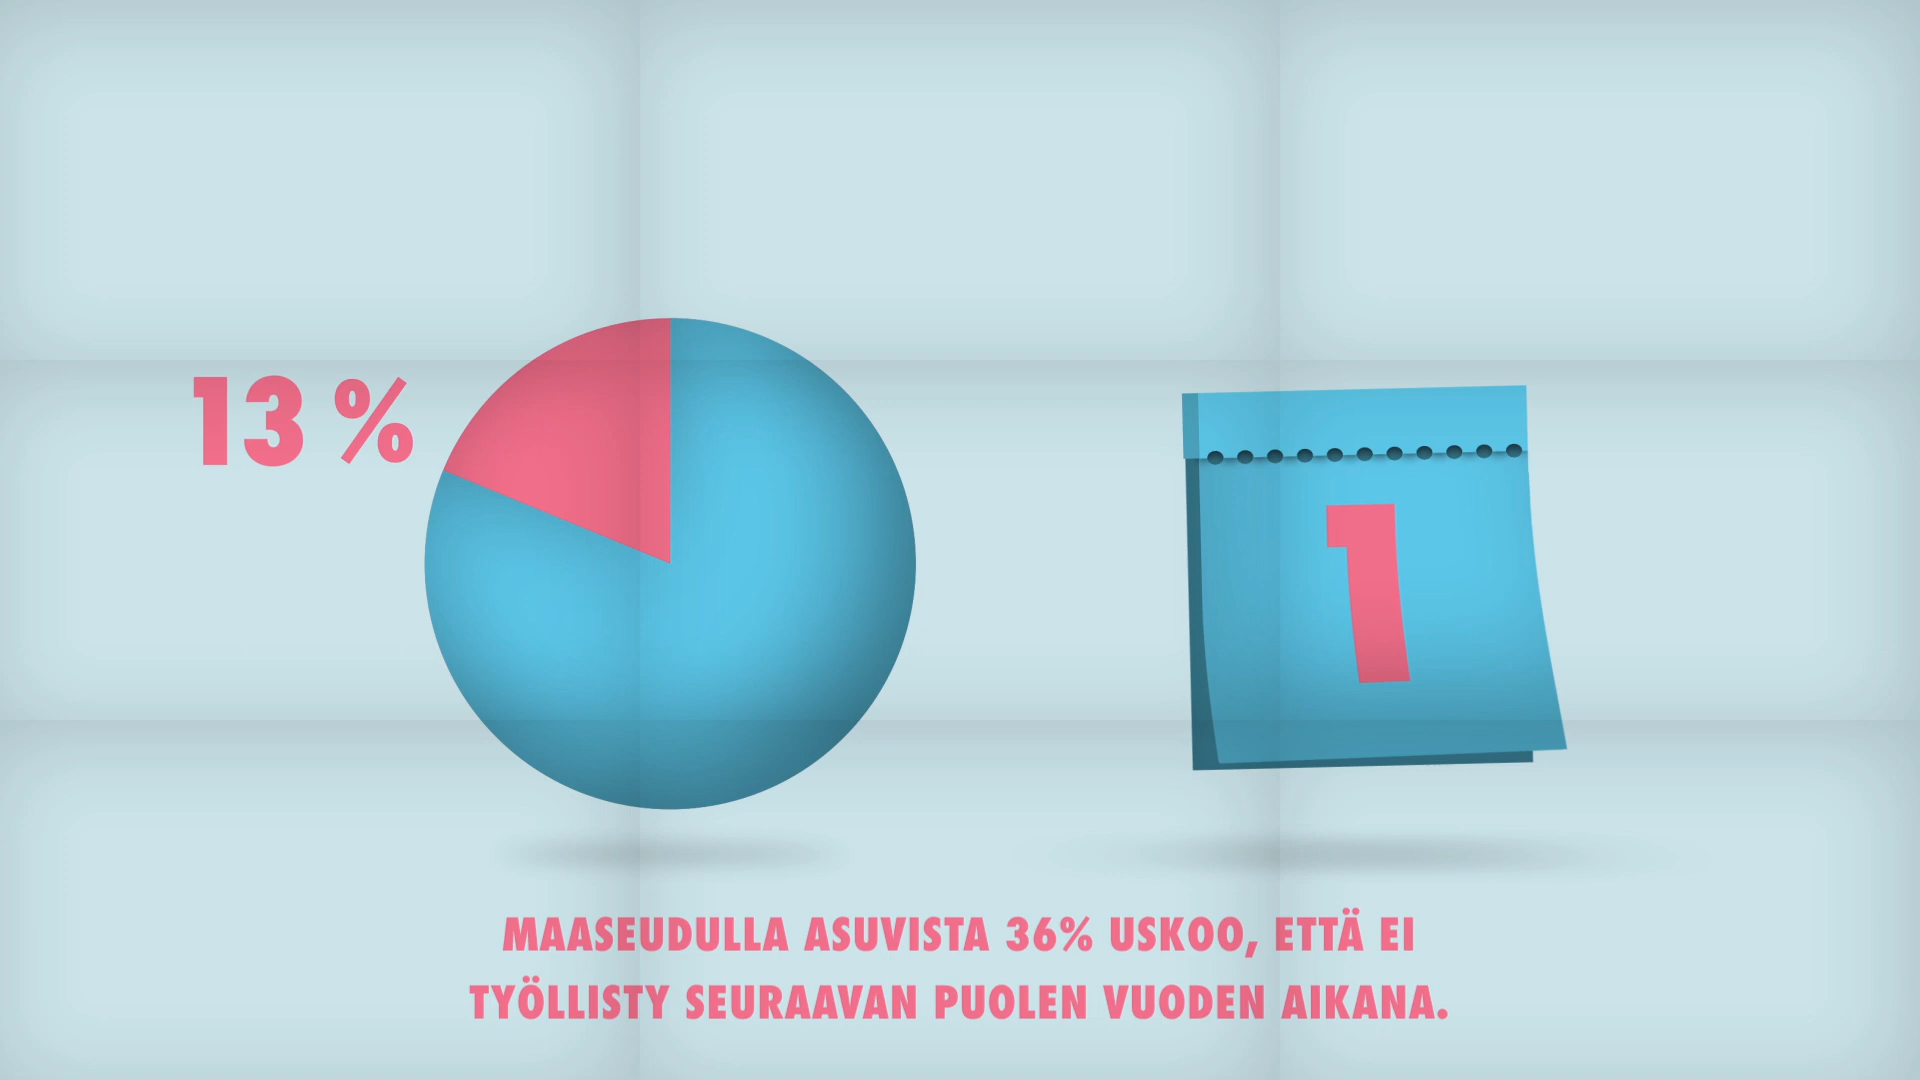 13 %
1
MAASEUDULLA ASUVISTA 36% USKOO, ETTÄ EI
TYÖLLISTY SEURAAVAN PUOLEN VUODEN AIKANA.